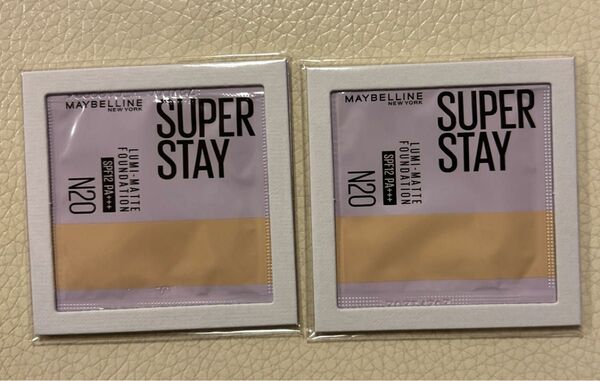 MAYBELLINE
NEW YORK
SUPER
STAY
LUMI-MATTE
FOUNDATION
SPF12 PA+++
N20
MAYBELLINE
NEW YORK
SUPER
STAY
LUMI-MATTE
FOUNDATION
SPF12 PA+++
N20